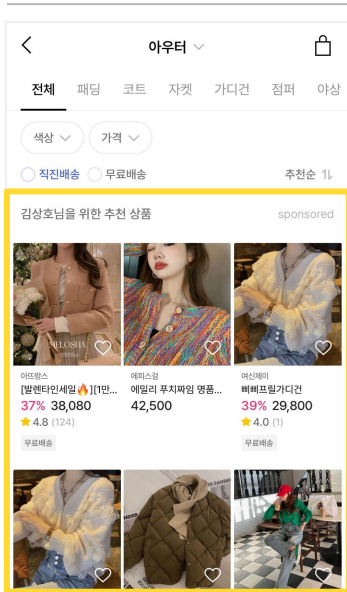 아우터
전체 패딩 코트 자켓 가디건 점퍼 야상
색상 가격
직진배송 무료배송 추천순
김상호님을 위한 추천 상품 sponsored
NELOSHA
아뜨랑스 에피스걸 여신제이
[발렌타인세일🔥][1만... 에밀리 푸치짜임 명품... 삐삐프릴가디건
37% 38,080 42,500 39% 29,800
4.8 (124) 4.0 (1)
무료배송 무료배송